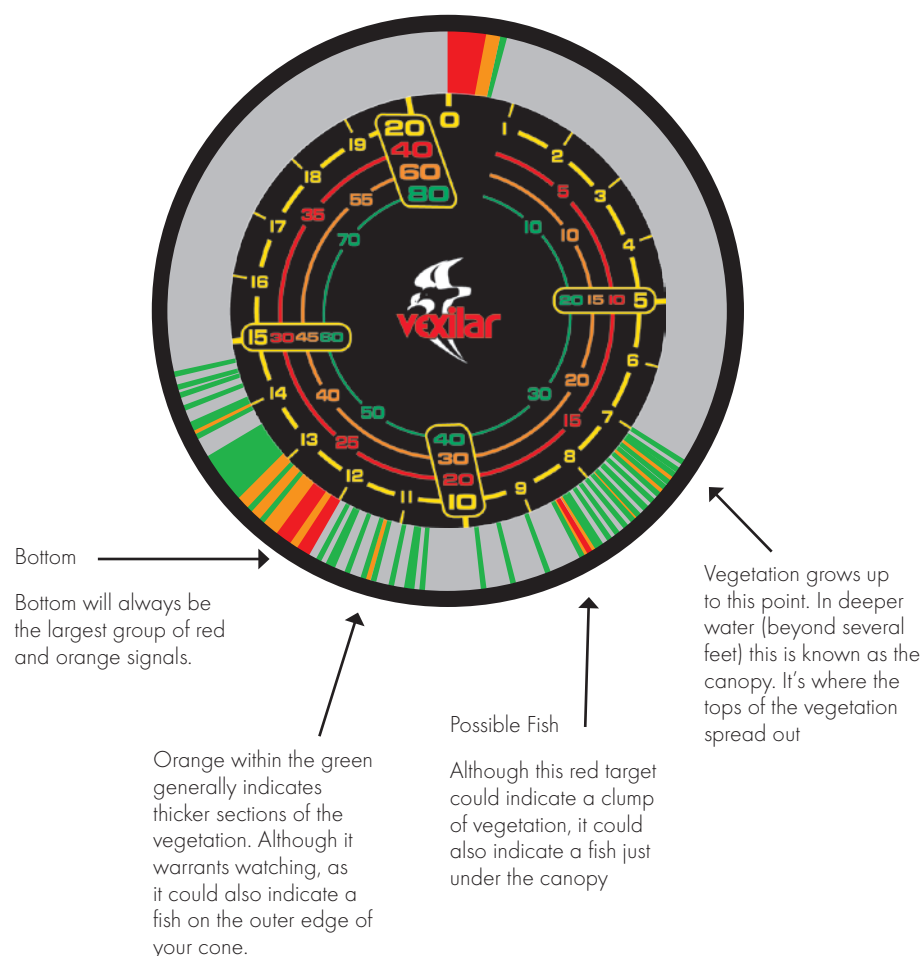 0
1
2
3
4
5
6
7
8
9
10
11
12
13
14
15
16
17
18
19
20
40
60
80
5
10
15
20
25
30
35
10
15
20
30
40
45
55
10
20
30
40
50
60
70
vexilar
Bottom
Bottom will always be
the largest group of red
and orange signals.
Orange within the green
generally indicates
thicker sections of the
vegetation. Although it
warrants watching, as
it could also indicate a
fish on the outer edge of
your cone.
Possible Fish
Although this red target
could indicate a clump
of vegetation, it could
also indicate a fish just
under the canopy
Vegetation grows up
to this point. In deeper
water (beyond several
feet) this is known as the
canopy. It's where the
tops of the vegetation
spread out